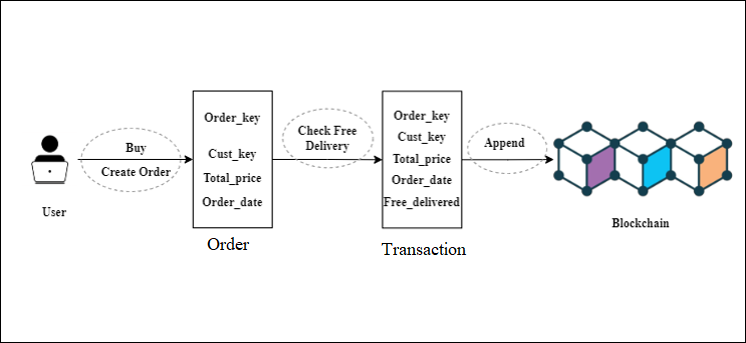 User
Buy
Create Order
Order_key
Cust_key
Total_price
Order_date
Order
Check Free
Delivery
Order_key
Cust_key
Total_price
Order_date
Free_delivered
Transaction
Append
Blockchain